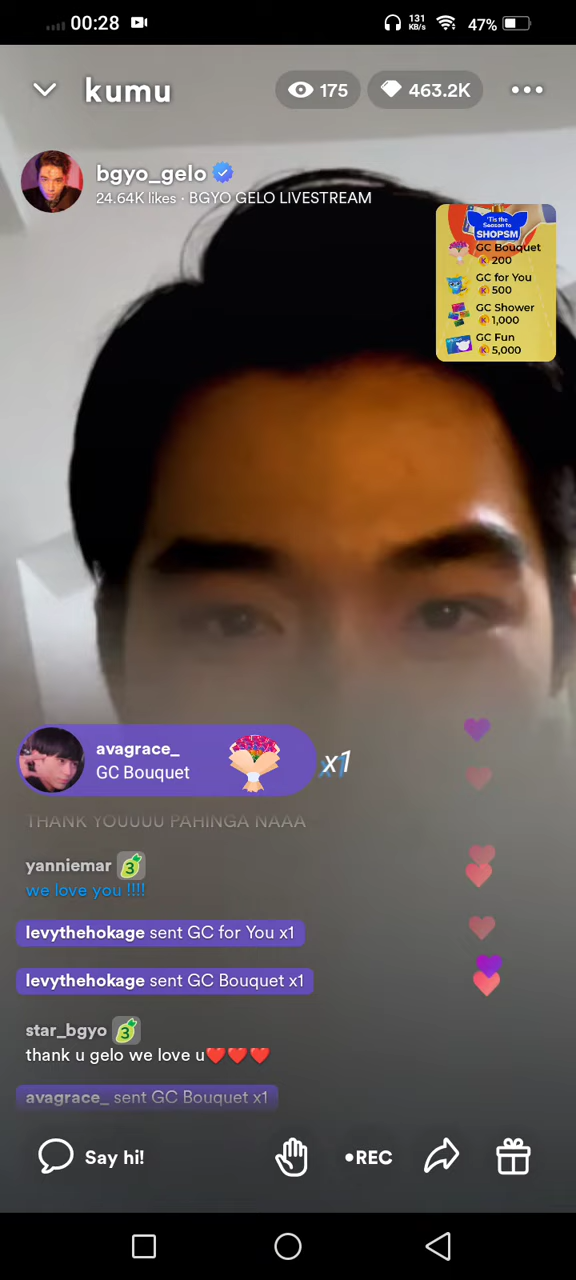 00:28
131
KB/s
47%
kumu
175
463.2K
bgyo_gelo
24.64K likes · BGYO GELO LIVESTREAM
'Tis the
Season to
SHOPSM
GC Bouquet
K 200
GC for You
K 500
GC Shower
K 1,000
GC Fun
K 5,000
avagrace_
GC Bouquet
x1
THANK YOUUUU PAHINGA NAAA
yanniemar 3
we love you !!!!
levythehokage sent GC for You x1
levythehokage sent GC Bouquet x1
star_bgyo 3
thank u gelo we love u❤️❤️❤️
avagrace_ sent GC Bouquet x1
Say hi!
•REC